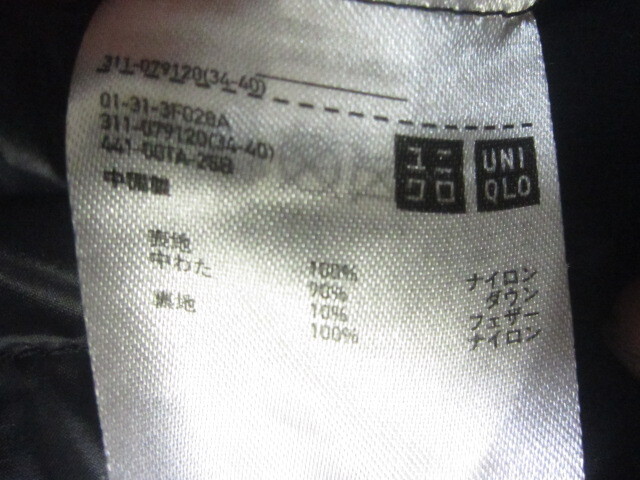 311-079120(34-40)
01-31-3F028A
311-079120(34-40)
中国製
ユニ
クロ
UNI
QLO
表地 100% ナイロン
中わた 90% ダウン
10% フェザー
裏地 100% ナイロン